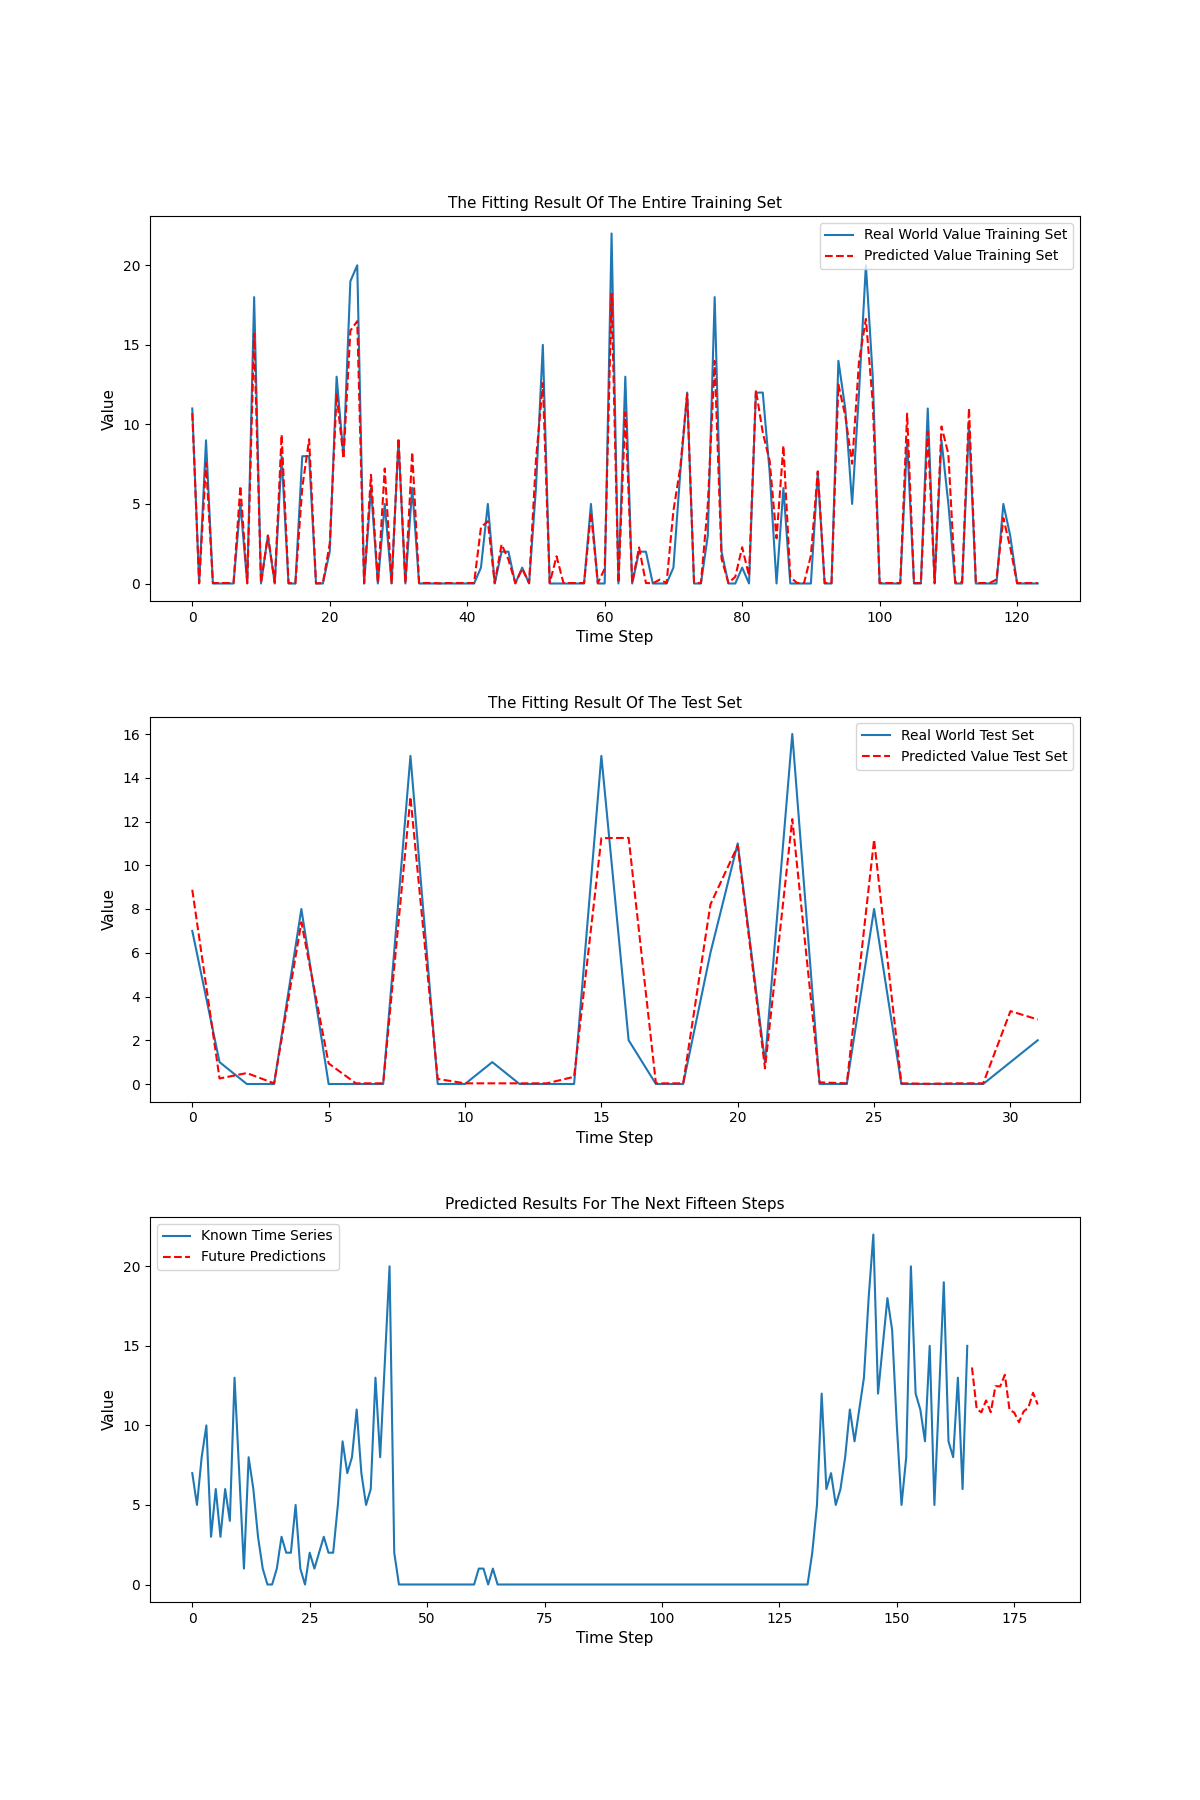 The Fitting Result Of The Entire Training Set
Real World Value Training Set
Predicted Value Training Set
Value
20
15
10
5
0
0 20 40 60 80 100 120
Time Step
The Fitting Result Of The Test Set
Real World Test Set
Predicted Value Test Set
Value
16
14
12
10
8
6
4
2
0
0 5 10 15 20 25 30
Time Step
Predicted Results For The Next Fifteen Steps
Known Time Series
Future Predictions
Value
20
15
10
5
0
0 25 50 75 100 125 150 175
Time Step